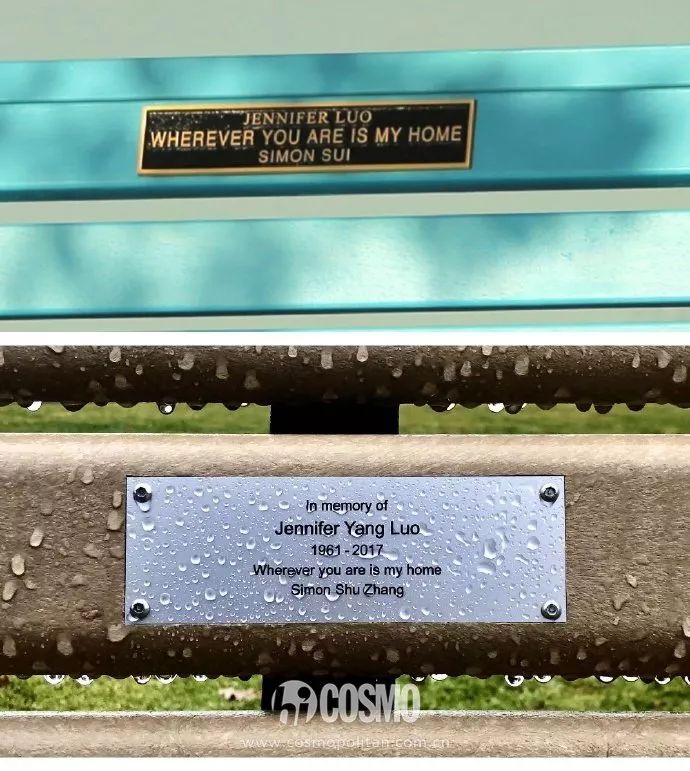 JENNIFER LUO
WHEREVER YOU ARE IS MY HOME
SIMON SUI
In memory of
Jennifer Yang Luo
1961 - 2017
Wherever you are is my home
Simon Shu Zhang
COSMO
www.cosmopolitan.com.cn